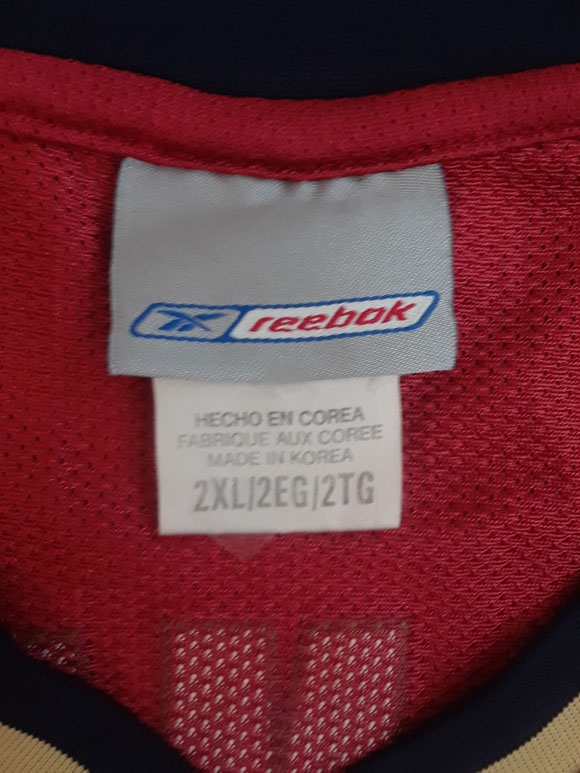 reebok
HECHO EN COREA
FABRIQUE AUX COREE
MADE IN KOREA
2XL/2EG/2TG